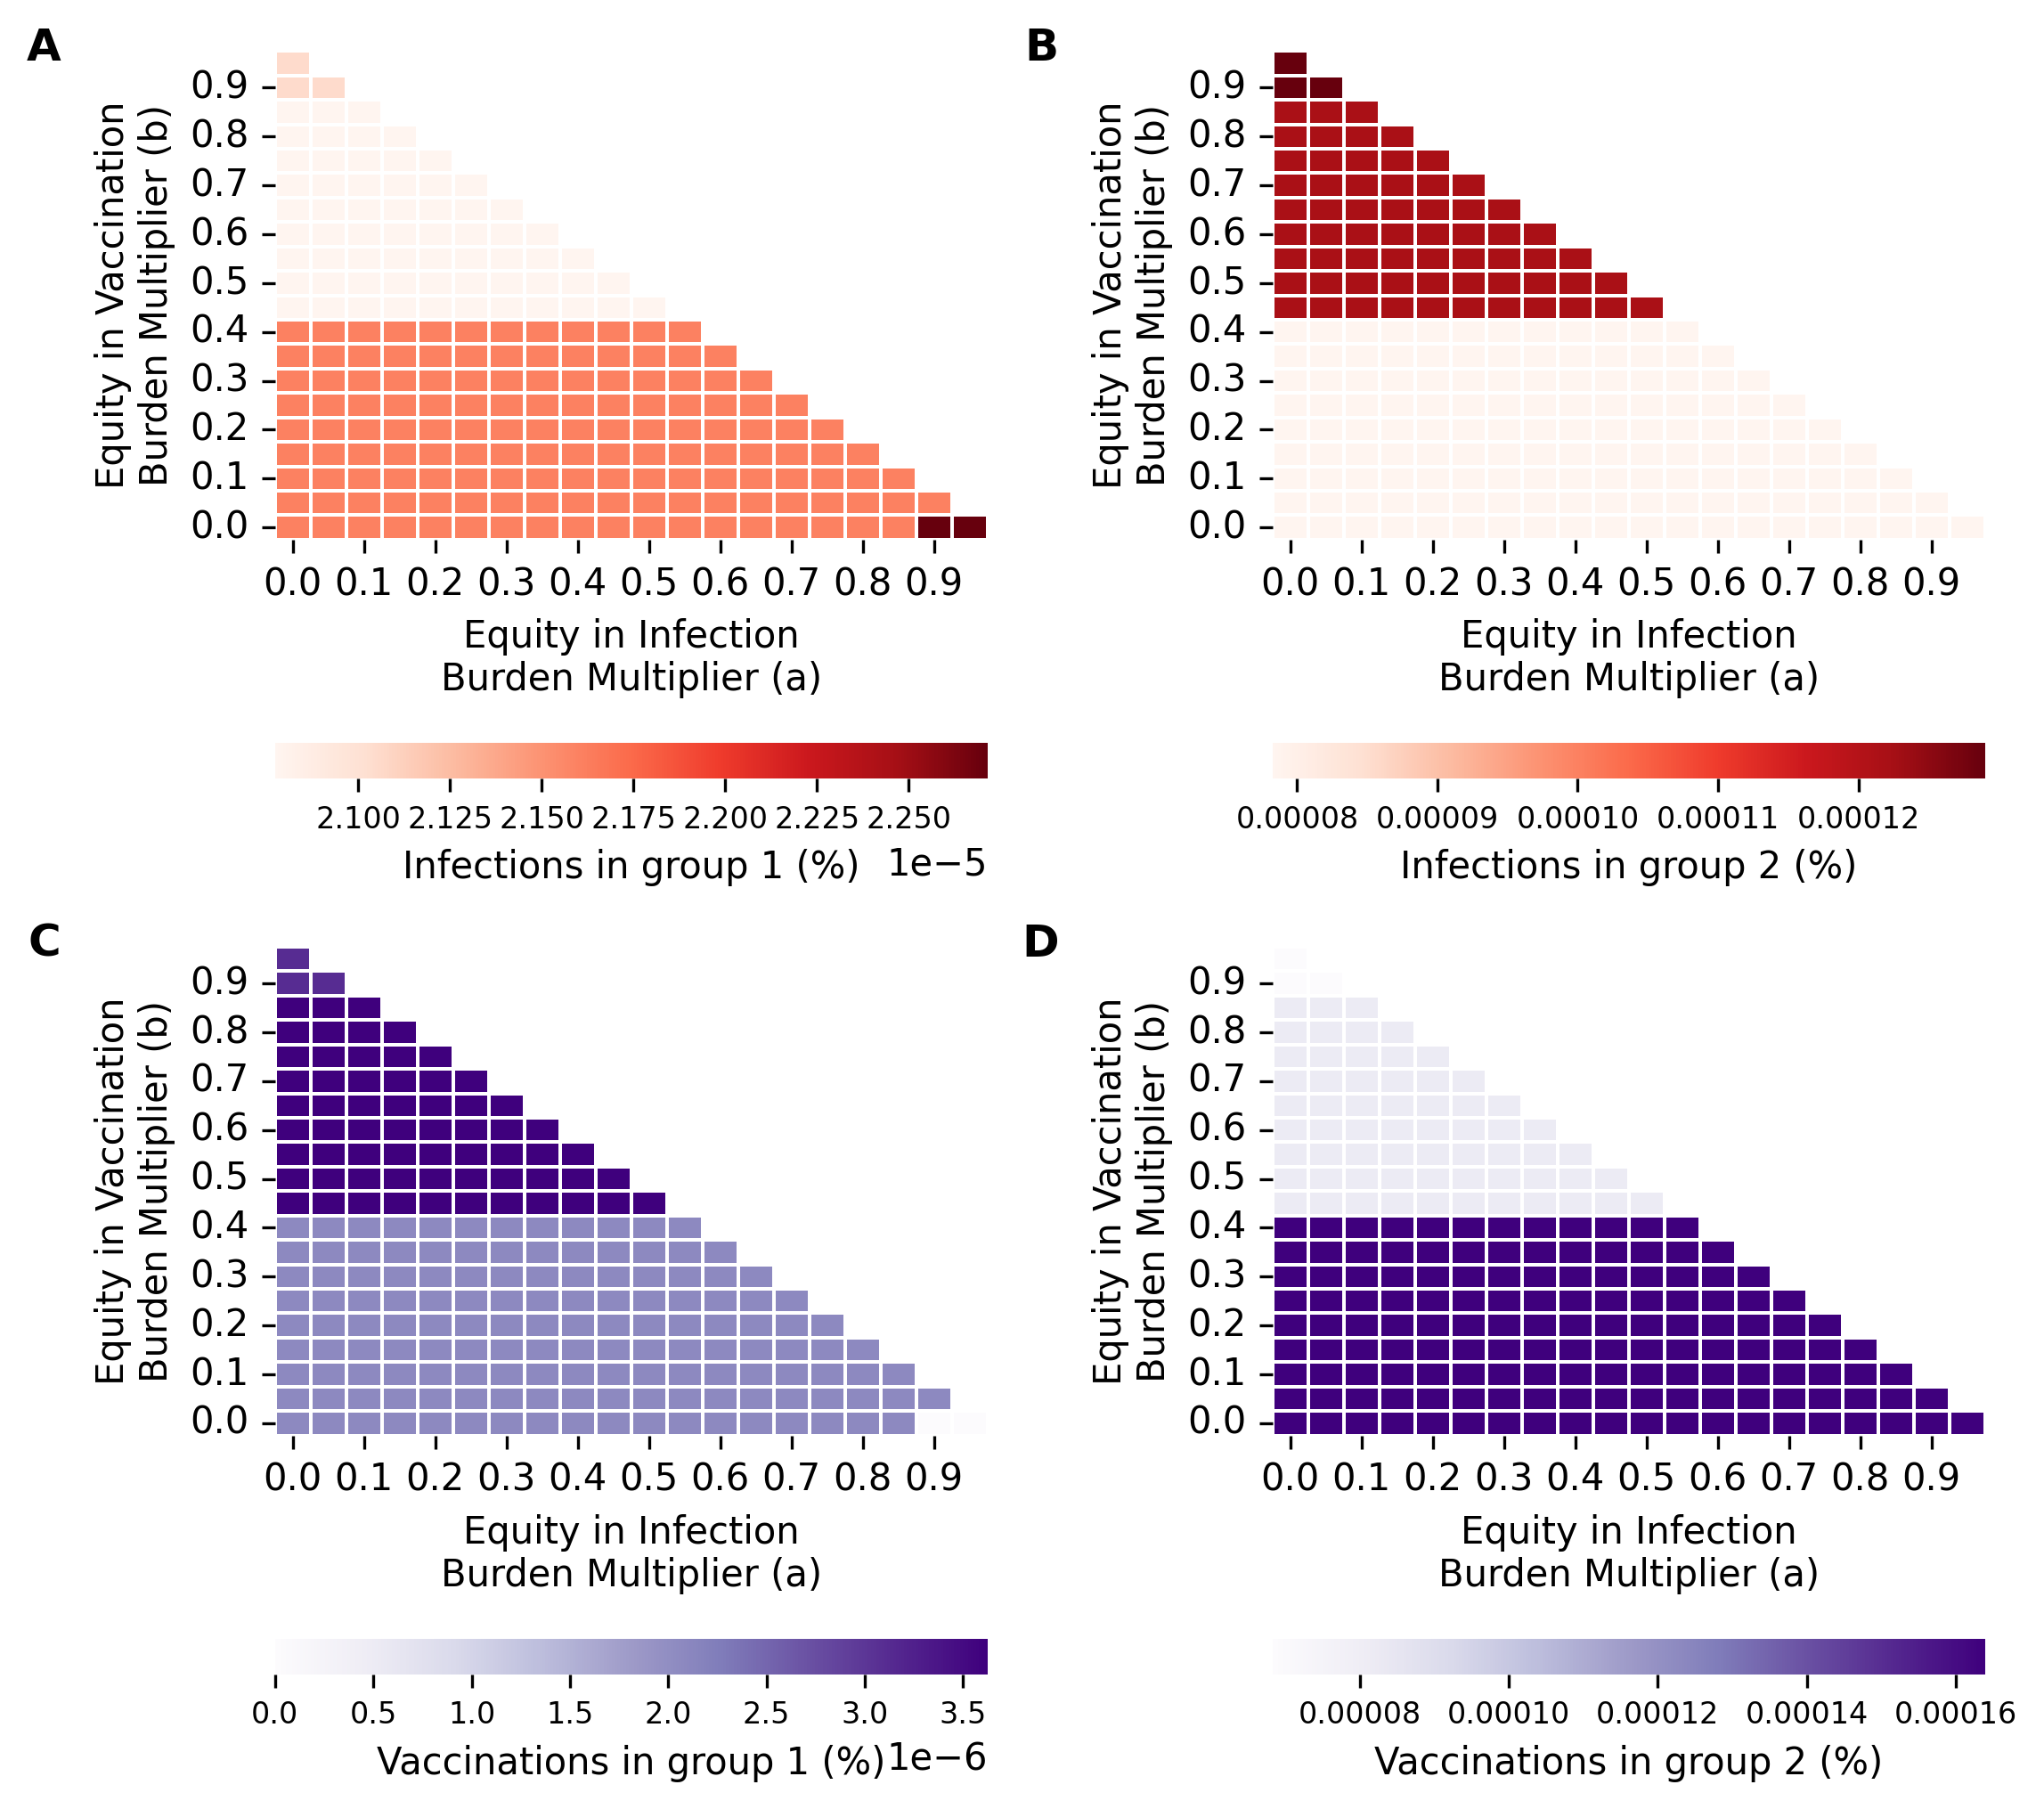 A
Equity in Vaccination
Burden Multiplier (b)
0.9
0.8
0.7
0.6
0.5
0.4
0.3
0.2
0.1
0.0
0.0 0.1 0.2 0.3 0.4 0.5 0.6 0.7 0.8 0.9
Equity in Infection
Burden Multiplier (a)
2.100 2.125 2.150 2.175 2.200 2.225 2.250
Infections in group 1 (%) 1e−5
B
Equity in Vaccination
Burden Multiplier (b)
0.9
0.8
0.7
0.6
0.5
0.4
0.3
0.2
0.1
0.0
0.0 0.1 0.2 0.3 0.4 0.5 0.6 0.7 0.8 0.9
Equity in Infection
Burden Multiplier (a)
0.00008 0.00009 0.00010 0.00011 0.00012
Infections in group 2 (%)
C
Equity in Vaccination
Burden Multiplier (b)
0.9
0.8
0.7
0.6
0.5
0.4
0.3
0.2
0.1
0.0
0.0 0.1 0.2 0.3 0.4 0.5 0.6 0.7 0.8 0.9
Equity in Infection
Burden Multiplier (a)
0.0 0.5 1.0 1.5 2.0 2.5 3.0 3.5
Vaccinations in group 1 (%) 1e−6
D
Equity in Vaccination
Burden Multiplier (b)
0.9
0.8
0.7
0.6
0.5
0.4
0.3
0.2
0.1
0.0
0.0 0.1 0.2 0.3 0.4 0.5 0.6 0.7 0.8 0.9
Equity in Infection
Burden Multiplier (a)
0.00008 0.00010 0.00012 0.00014 0.00016
Vaccinations in group 2 (%)